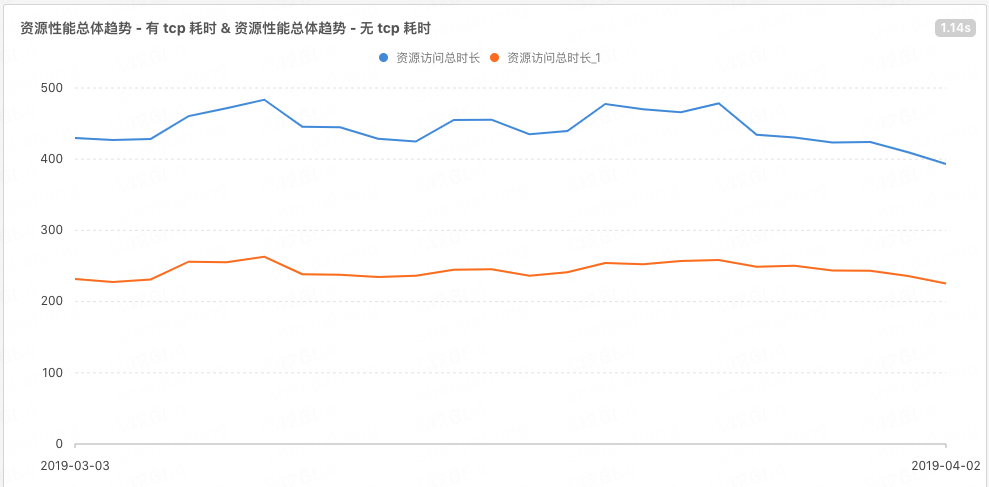 资源性能总体趋势 - 有 tcp 耗时 & 资源性能总体趋势 - 无 tcp 耗时
1.14s
资源访问总时长 资源访问总时长_1
500
400
300
200
100
0
2019-03-03 2019-04-02